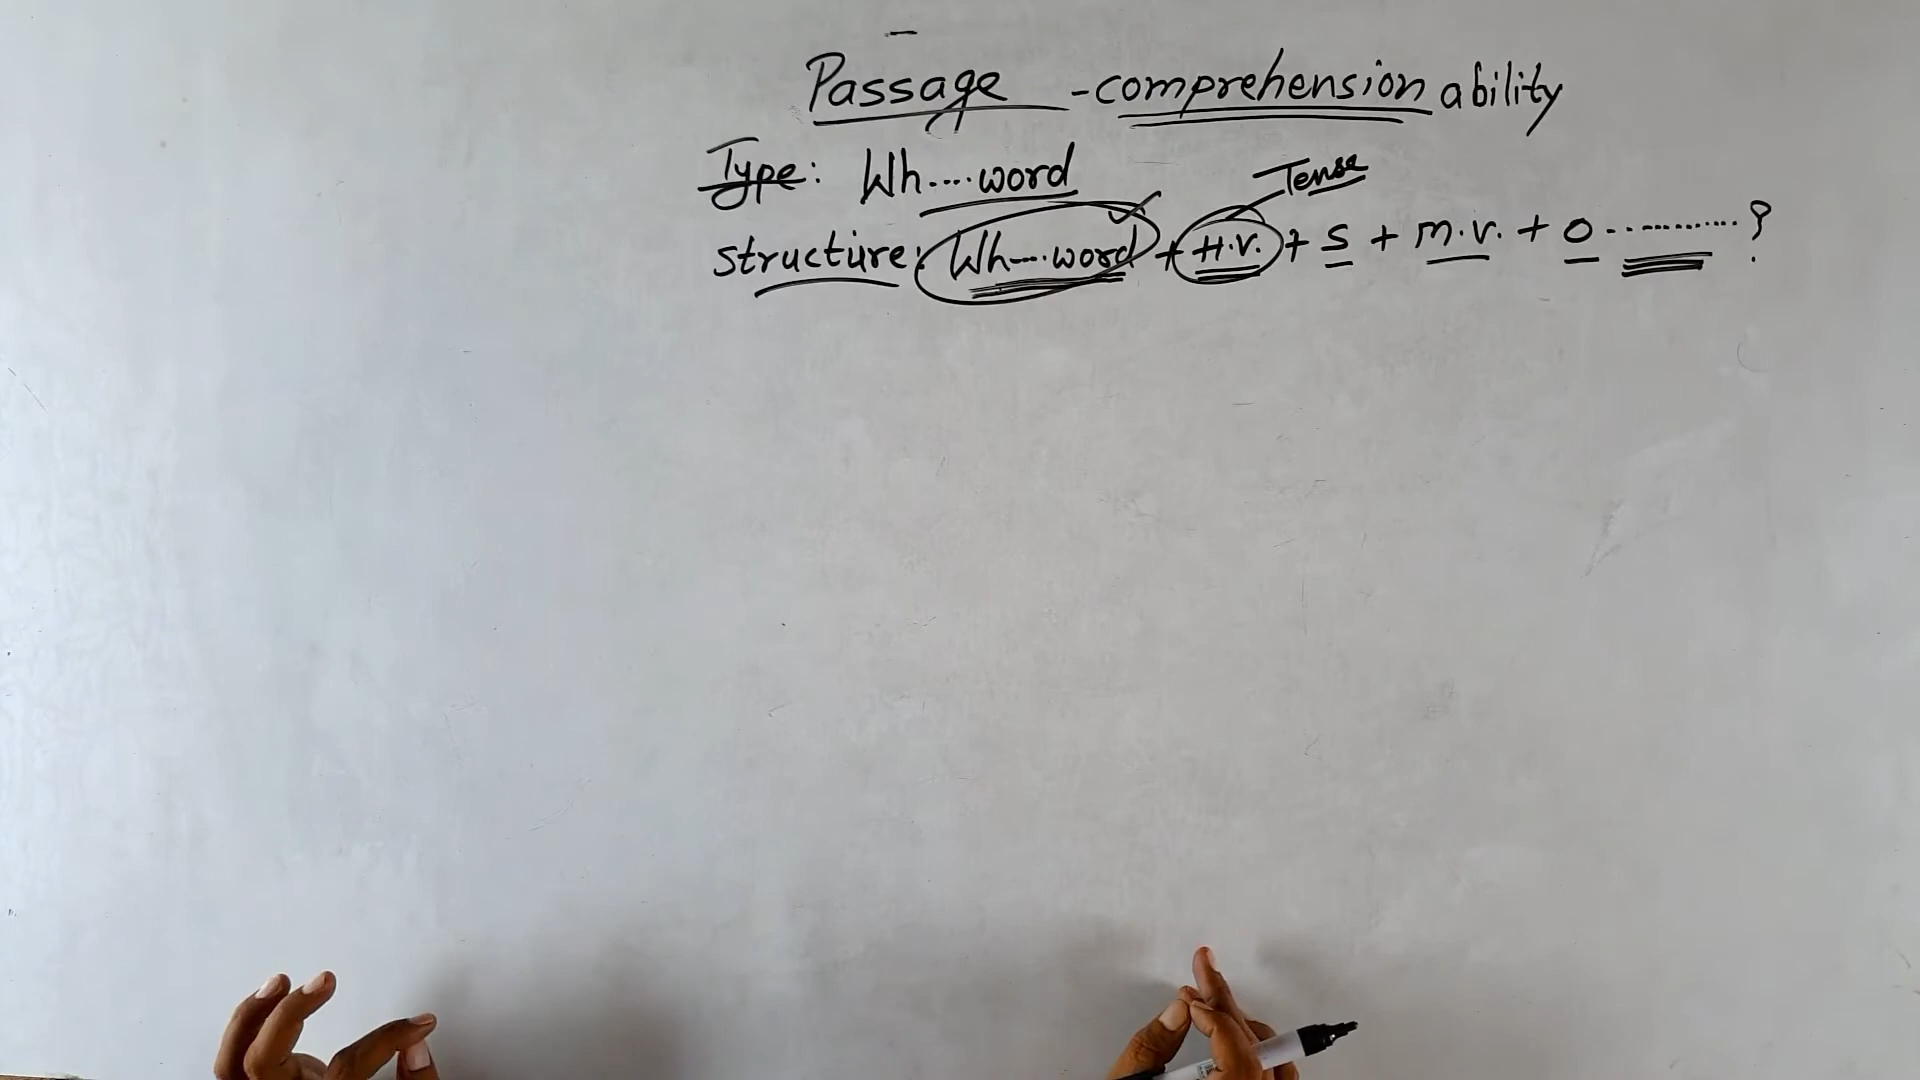 Passage - comprehension ability
Type: Wh....word
Tense
structure: Wh....word + H.V. + S + m.v. + O ............?